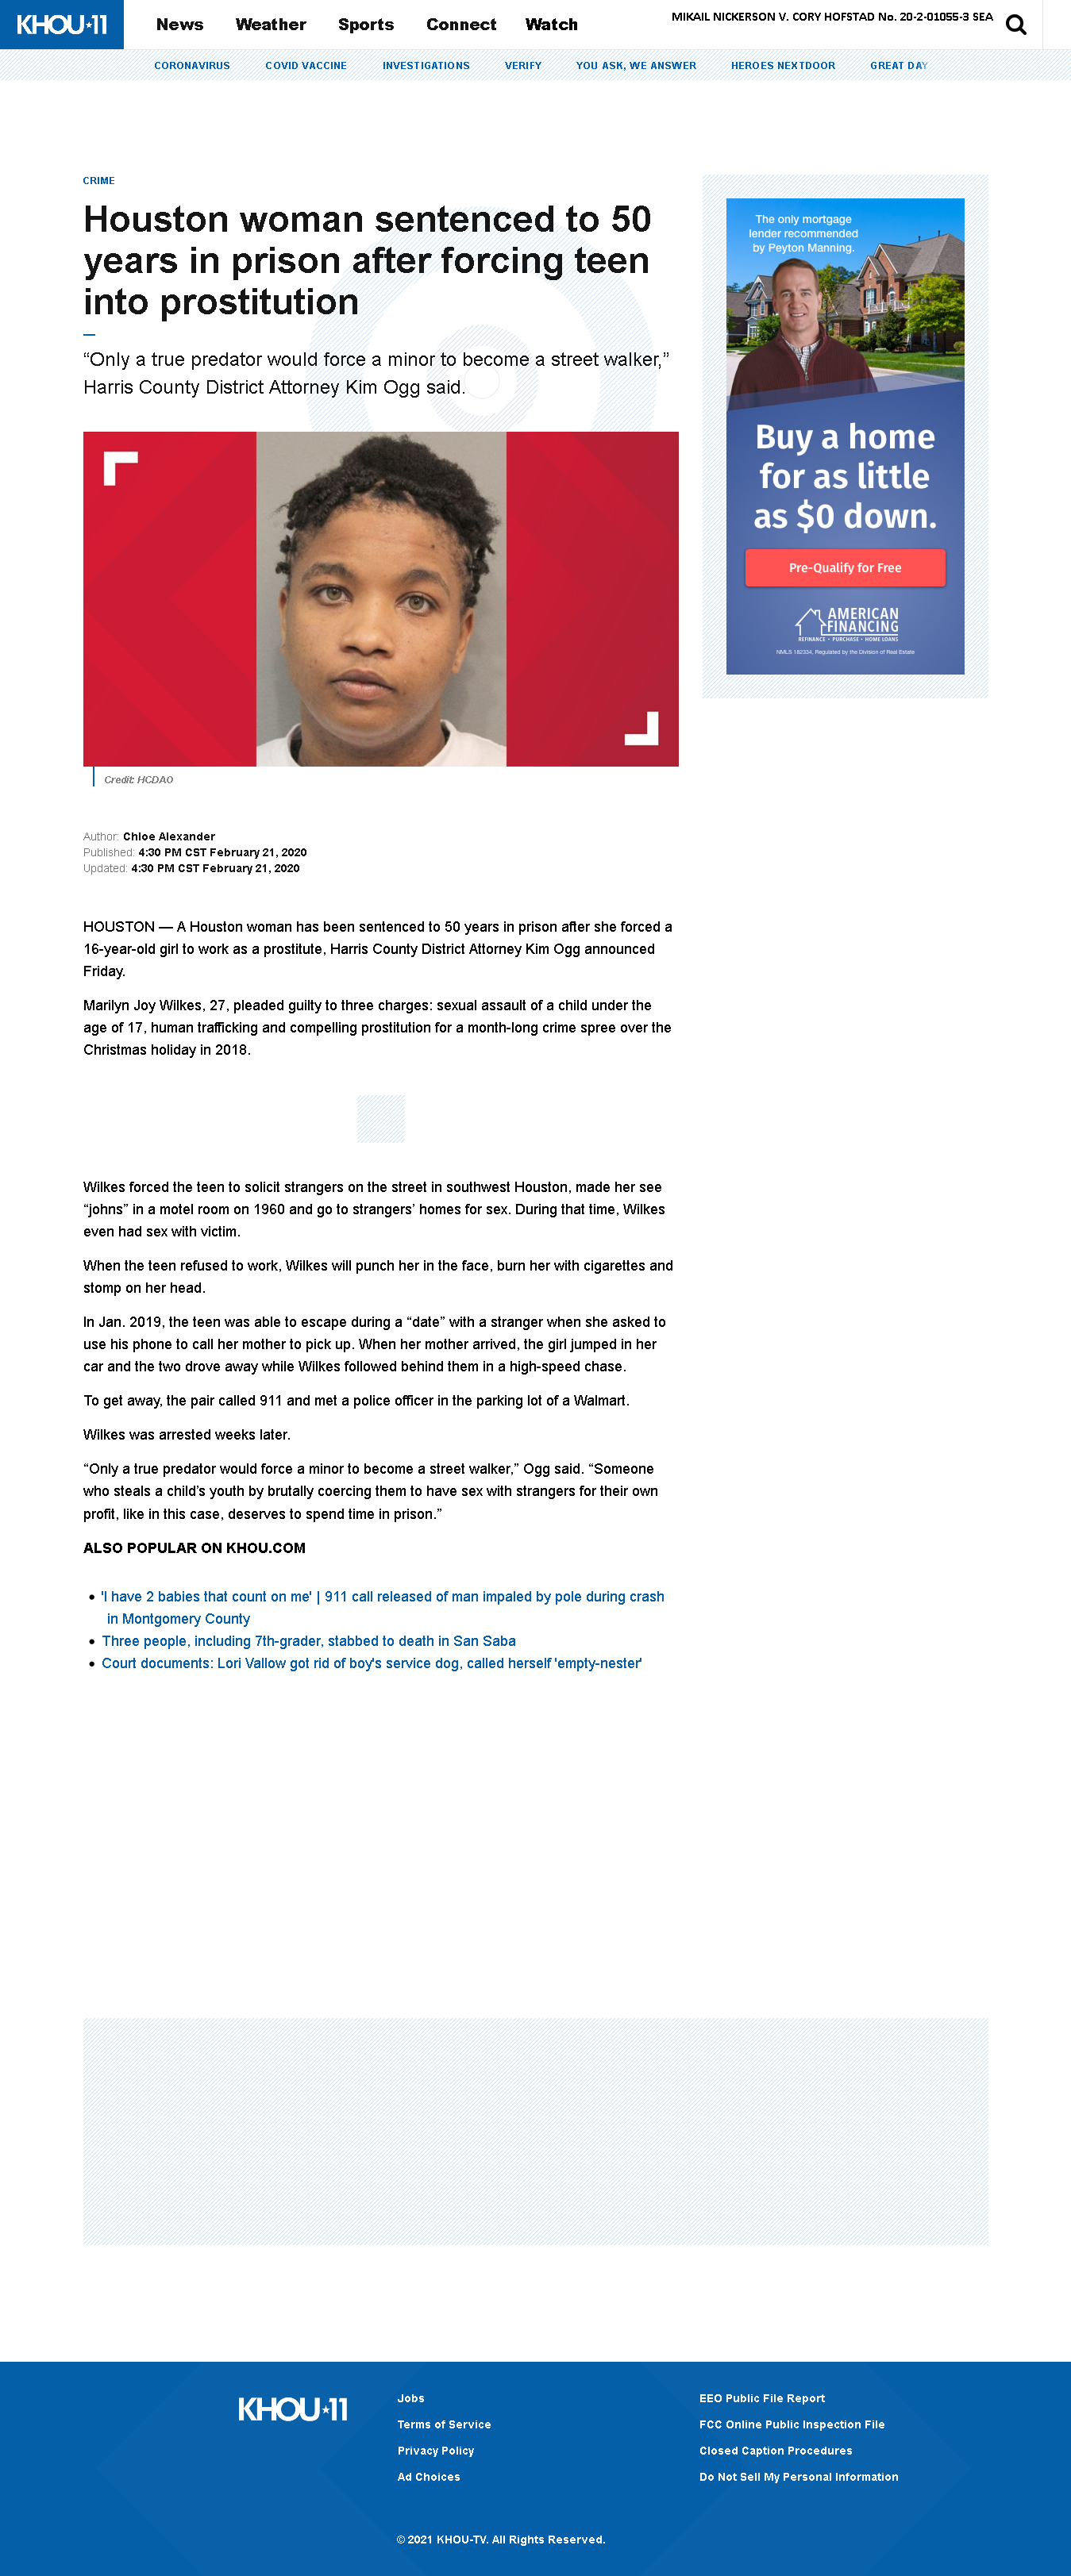 KHOU★11
News Weather Sports Connect Watch
MIKAIL NICKERSON V. CORY HOFSTAD No. 20-2-01055-3 SEA
CORONAVIRUS COVID VACCINE INVESTIGATIONS VERIFY YOU ASK, WE ANSWER HEROES NEXTDOOR GREAT DAY
CRIME
Houston woman sentenced to 50
years in prison after forcing teen
into prostitution
“Only a true predator would force a minor to become a street walker,”
Harris County District Attorney Kim Ogg said.
Credit: HCDAO
Author: Chloe Alexander
Published: 4:30 PM CST February 21, 2020
Updated: 4:30 PM CST February 21, 2020
HOUSTON — A Houston woman has been sentenced to 50 years in prison after she forced a
16-year-old girl to work as a prostitute, Harris County District Attorney Kim Ogg announced
Friday.
Marilyn Joy Wilkes, 27, pleaded guilty to three charges: sexual assault of a child under the
age of 17, human trafficking and compelling prostitution for a month-long crime spree over the
Christmas holiday in 2018.
Wilkes forced the teen to solicit strangers on the street in southwest Houston, made her see
“johns” in a motel room on 1960 and go to strangers’ homes for sex. During that time, Wilkes
even had sex with victim.
When the teen refused to work, Wilkes will punch her in the face, burn her with cigarettes and
stomp on her head.
In Jan. 2019, the teen was able to escape during a “date” with a stranger when she asked to
use his phone to call her mother to pick up. When her mother arrived, the girl jumped in her
car and the two drove away while Wilkes followed behind them in a high-speed chase.
To get away, the pair called 911 and met a police officer in the parking lot of a Walmart.
Wilkes was arrested weeks later.
“Only a true predator would force a minor to become a street walker,” Ogg said. “Someone
who steals a child’s youth by brutally coercing them to have sex with strangers for their own
profit, like in this case, deserves to spend time in prison.”
ALSO POPULAR ON KHOU.COM
• 'I have 2 babies that count on me' | 911 call released of man impaled by pole during crash
in Montgomery County
• Three people, including 7th-grader, stabbed to death in San Saba
• Court documents: Lori Vallow got rid of boy's service dog, called herself 'empty-nester'
The only mortgage
lender recommended
by Peyton Manning.
Buy a home
for as little
as $0 down.
Pre-Qualify for Free
AMERICAN
FINANCING
REFINANCE • PURCHASE • HOME LOANS
NMLS 182334, Regulated by the Division of Real Estate
KHOU★11
Jobs
Terms of Service
Privacy Policy
Ad Choices
EEO Public File Report
FCC Online Public Inspection File
Closed Caption Procedures
Do Not Sell My Personal Information
© 2021 KHOU-TV. All Rights Reserved.